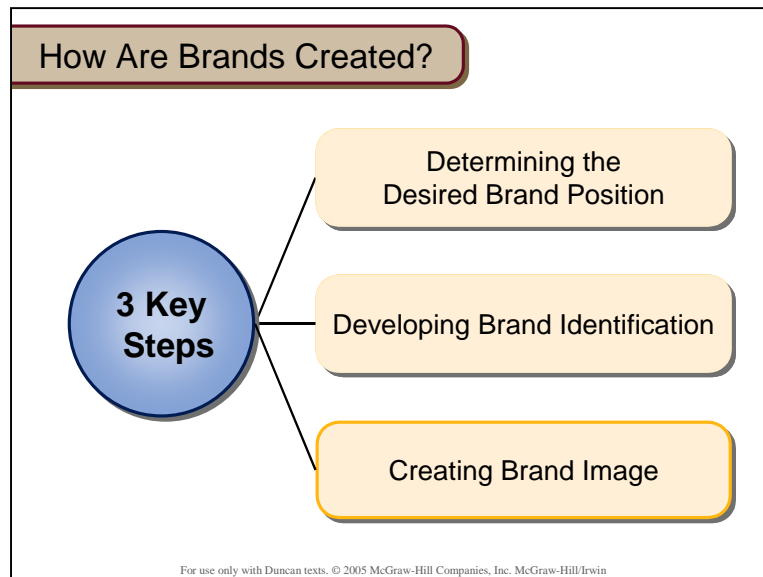 How Are Brands Created?
3 Key
Steps
Determining the
Desired Brand Position
Developing Brand Identification
Creating Brand Image
For use only with Duncan texts. © 2005 McGraw-Hill Companies, Inc. McGraw-Hill/Irwin